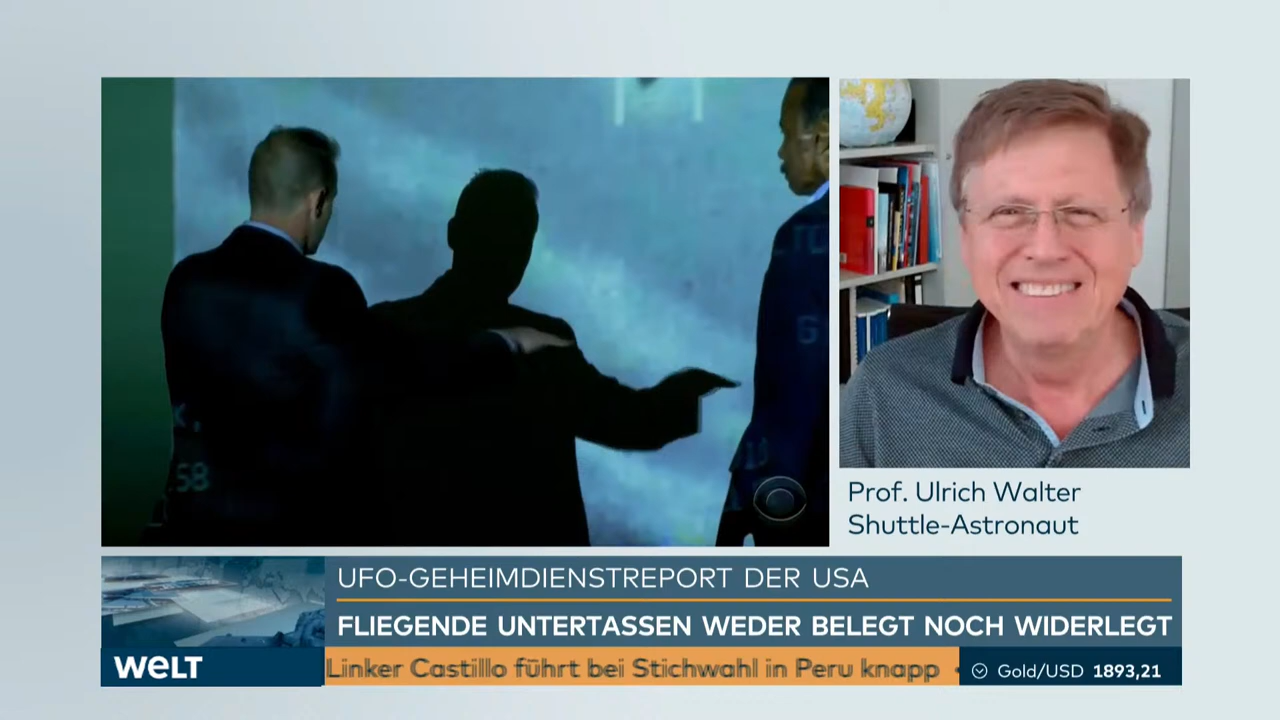 Prof. Ulrich Walter
Shuttle-Astronaut
UFO-GEHEIMDIENSTREPORT DER USA
FLIEGENDE UNTERTASSEN WEDER BELEGT NOCH WIDERLEGT
WELT
Linker Castillo führt bei Stichwahl in Peru knapp
Gold/USD 1893,21
58